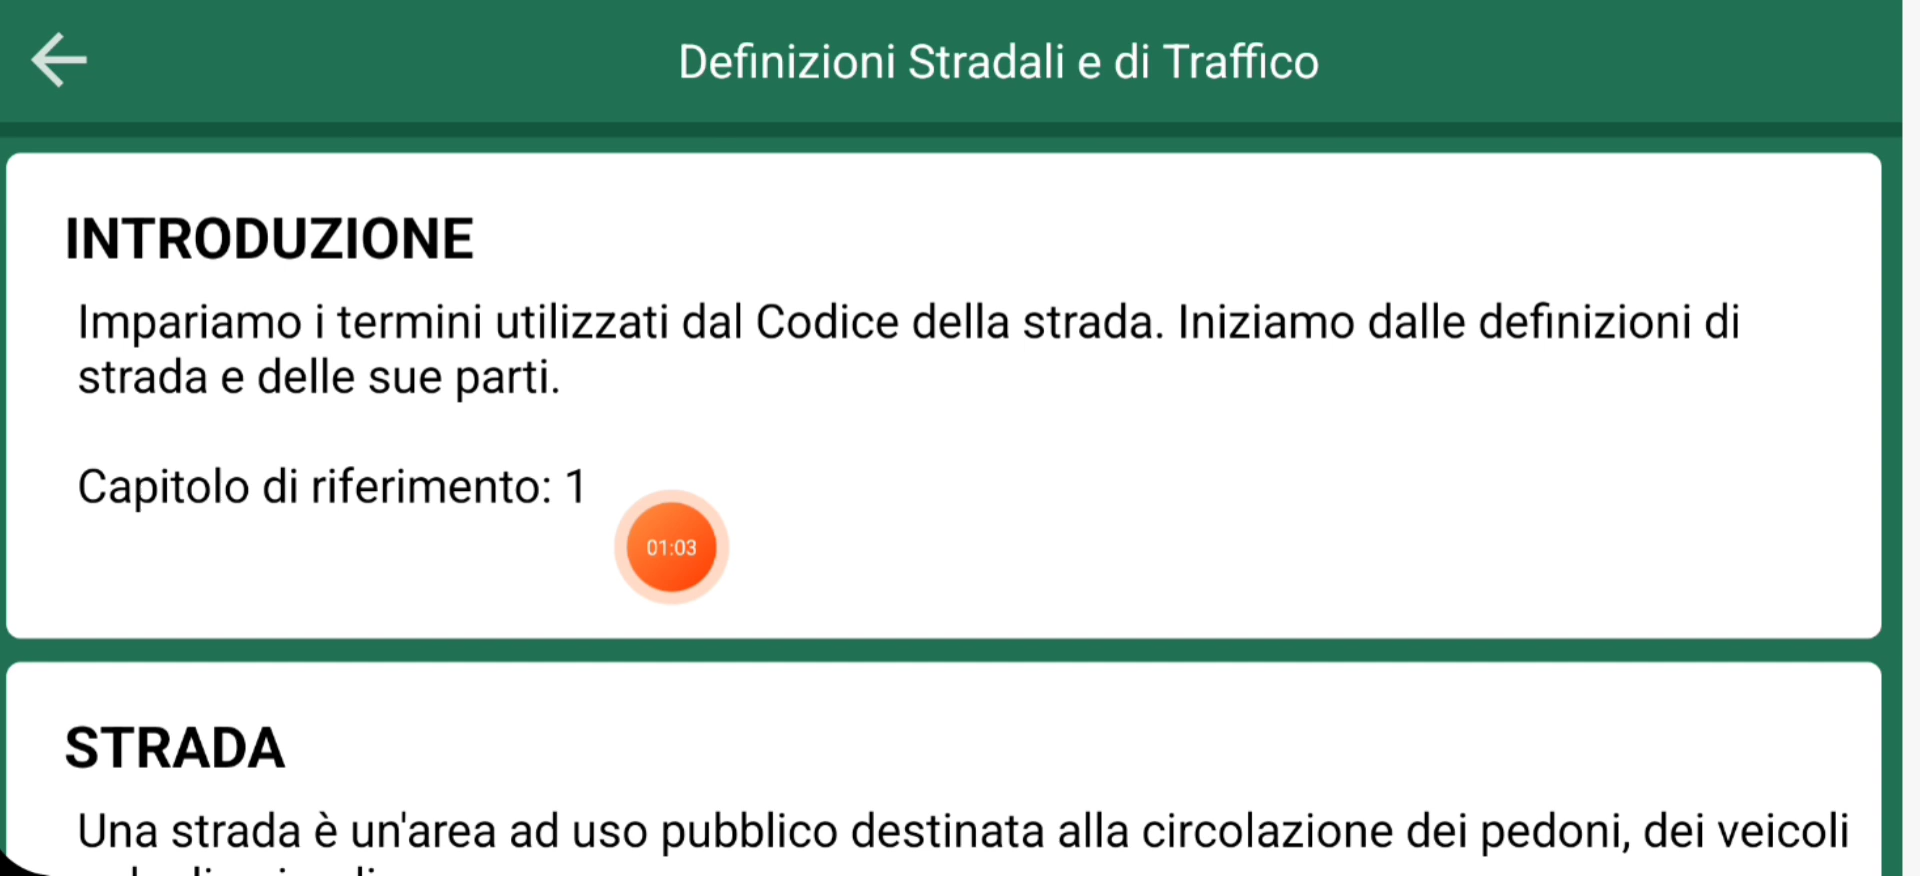 Definizioni Stradali e di Traffico
INTRODUZIONE
Impariamo i termini utilizzati dal Codice della strada. Iniziamo dalle definizioni di
strada e delle sue parti.
Capitolo di riferimento: 1
01:03
STRADA
Una strada è un'area ad uso pubblico destinata alla circolazione dei pedoni, dei veicoli